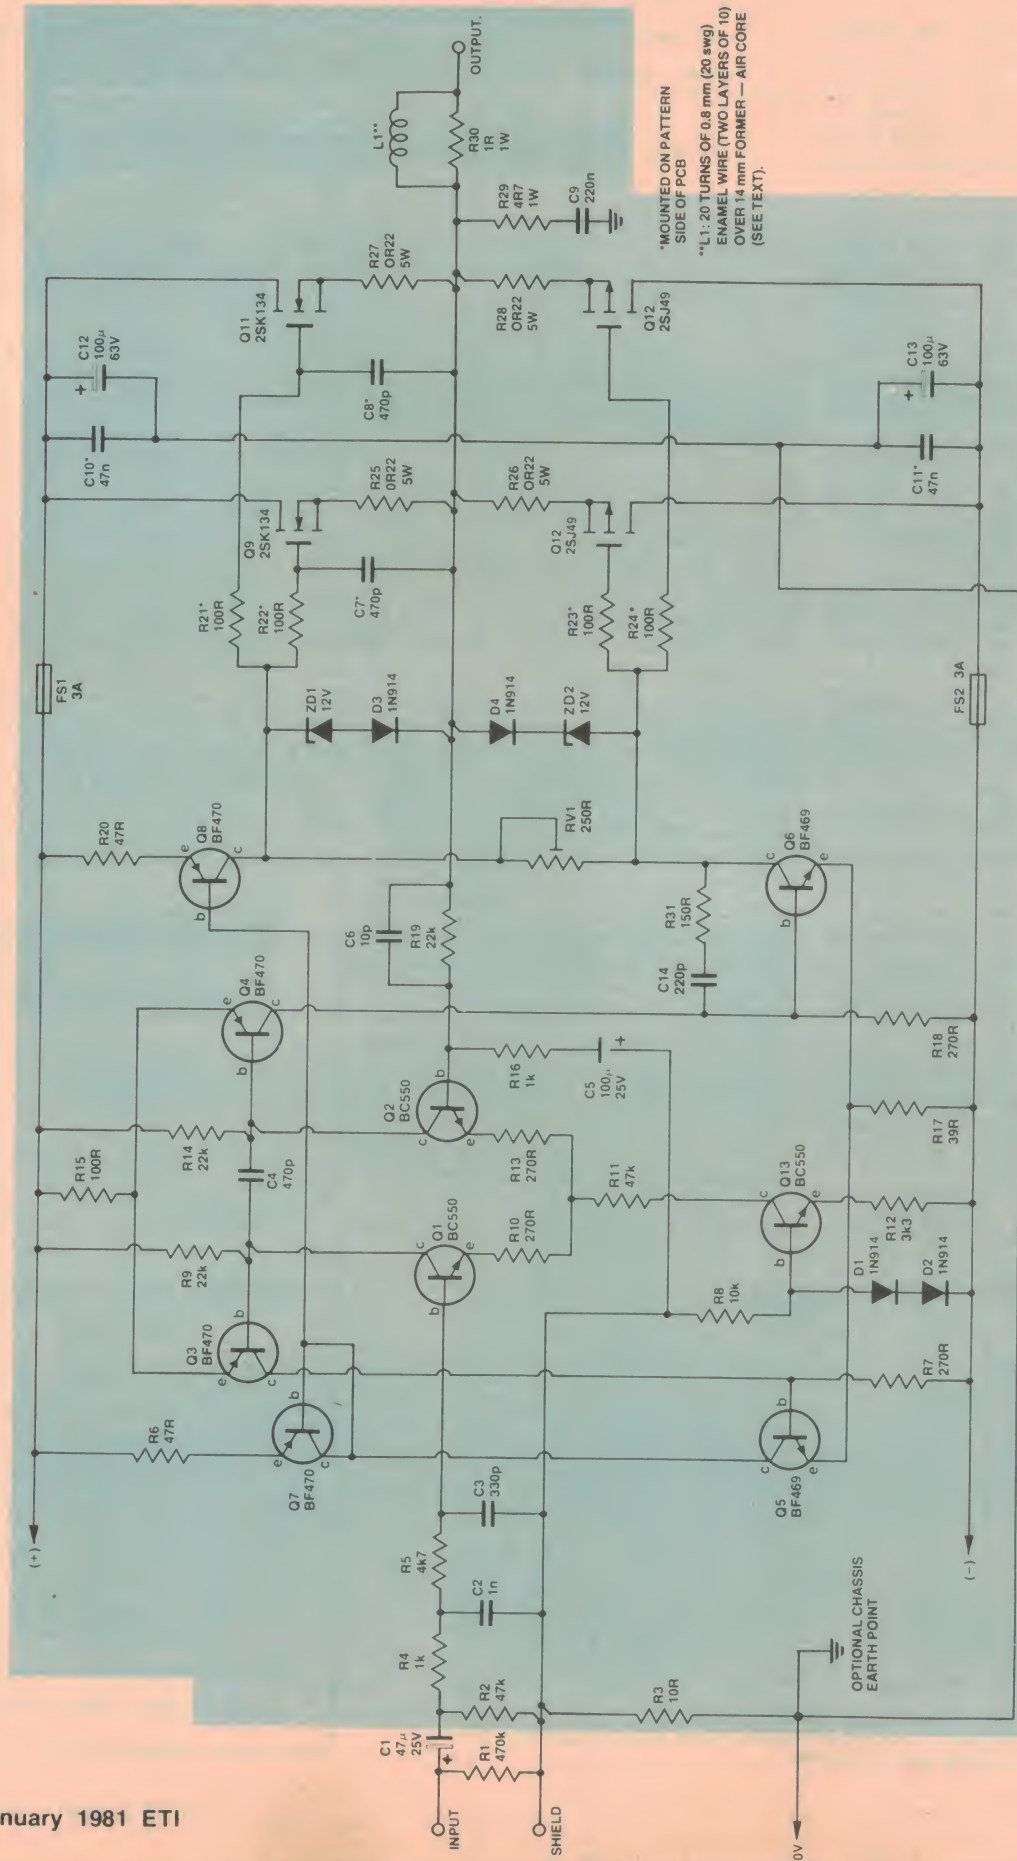 (+)
R6
47R
Q7
BF470
e
b
c
Q3
BF470
e
b
c
R9
22k
R15
100R
R14
22k
C4
470p
Q4
BF470
e
b
c
R20
47R
Q8
BF470
e
b
c
FS1
3A
R21*
100R
R22*
100R
ZD1
12V
D3
1N914
C7*
470p
Q9
2SK134
R25
0R22
5W
C10*
47n
C12
100µ
63V
+
Q11
2SK134
C8*
470p
R27
OR22
5W
L1**
R30
1R
1W
OUTPUT.
R29
4R7
1W
C9
220n
INPUT
SHIELD
C1
47µ
25V
+
R1
470k
R2
47k
R4
1k
C2
1n
R5
4k7
C3
330p
R3
10R
0V
OPTIONAL CHASSIS
EARTH POINT
Q1
BC550
b
c
e
R10
270R
Q2
BC550
b
c
e
R13
270R
R11
47k
R16
1k
C5
100µ
25V
+
C6
10p
R19
22k
R8
10k
Q13
BC550
b
c
e
D1
1N914
D2
1N914
R12
3k3
R7
270R
Q5
BF469
b
c
e
(-)
R17
39R
R18
270R
C14
220p
R31
150R
Q6
BF469
b
c
e
RV1
250R
D4
1N914
ZD2
12V
FS2 3A
R23*
100R
R24*
100R
Q12
2SJ49
R26
OR22
5W
R28
OR22
5W
Q12
2SJ49
C11*
47n
C13
100µ
63V
+
*MOUNTED ON PATTERN
SIDE OF PCB
**L1: 20 TURNS OF 0.8 mm (20 swg)
ENAMEL WIRE (TWO LAYERS OF 10)
OVER 14 mm FORMER — AIR CORE
(SEE TEXT).
nuary 1981 ETI